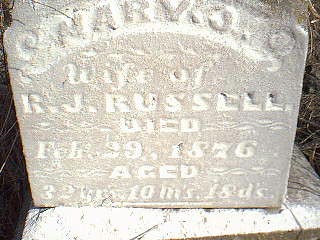 MARY O.
Wife of
R. J. RUSSELL.
DIED
Feb. 29, 1876
AGED
32 yrs. 10 ms. 18 ds.